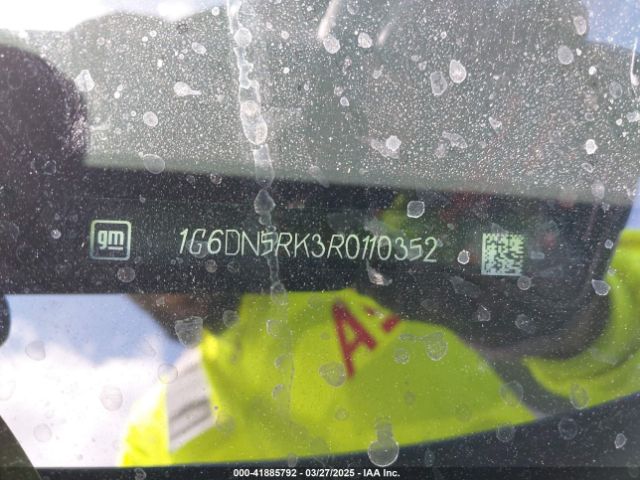 gm
1G6DN5RK3R0110352
A
000-41885792 - 03/27/2025 - IAA Inc.